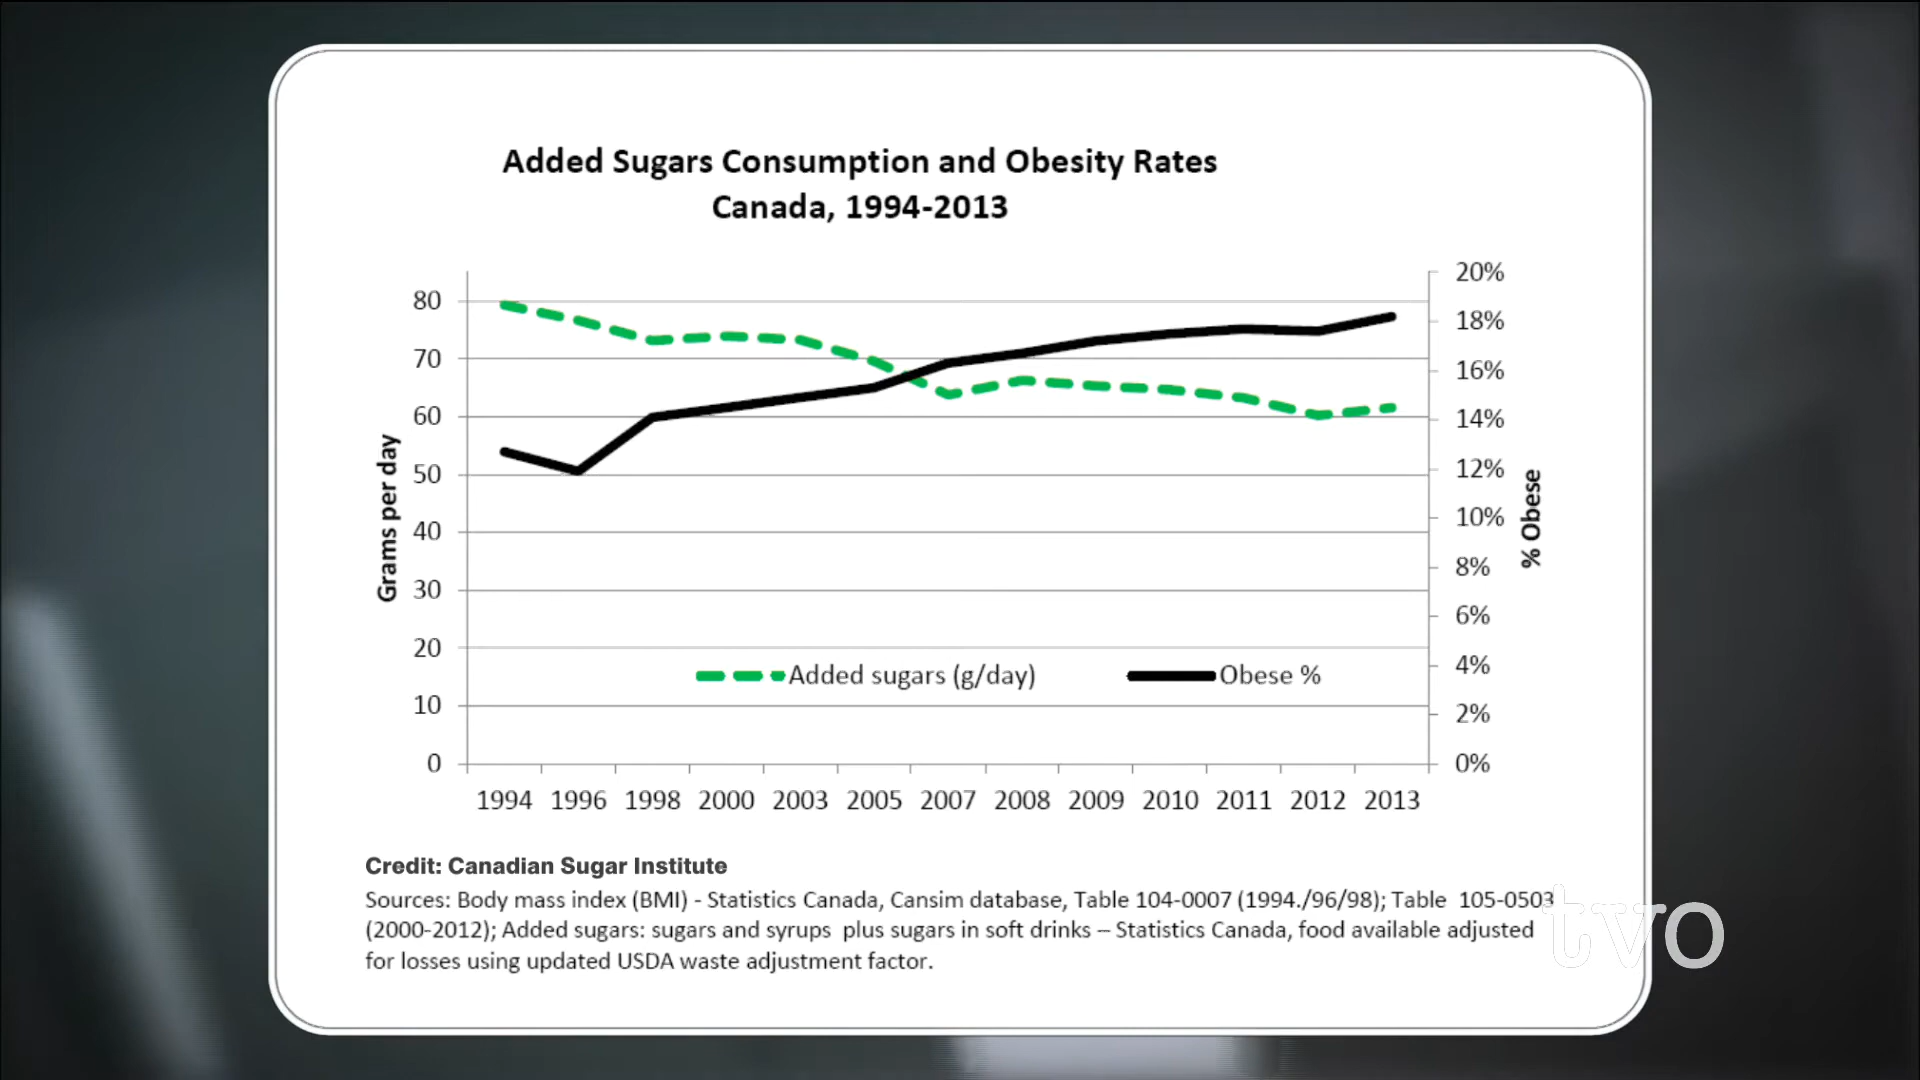 Added Sugars Consumption and Obesity Rates
Canada, 1994-2013
Grams per day
80
70
60
50
40
30
20
10
0
20%
18%
16%
14%
12%
10%
8%
6%
4%
2%
0%
% Obese
Added sugars (g/day) Obese %
1994 1996 1998 2000 2003 2005 2007 2008 2009 2010 2011 2012 2013
Credit: Canadian Sugar Institute
Sources: Body mass index (BMI) - Statistics Canada, Cansim database, Table 104-0007 (1994./96/98); Table 105-0503
(2000-2012); Added sugars: sugars and syrups plus sugars in soft drinks – Statistics Canada, food available adjusted
for losses using updated USDA waste adjustment factor.
tvo